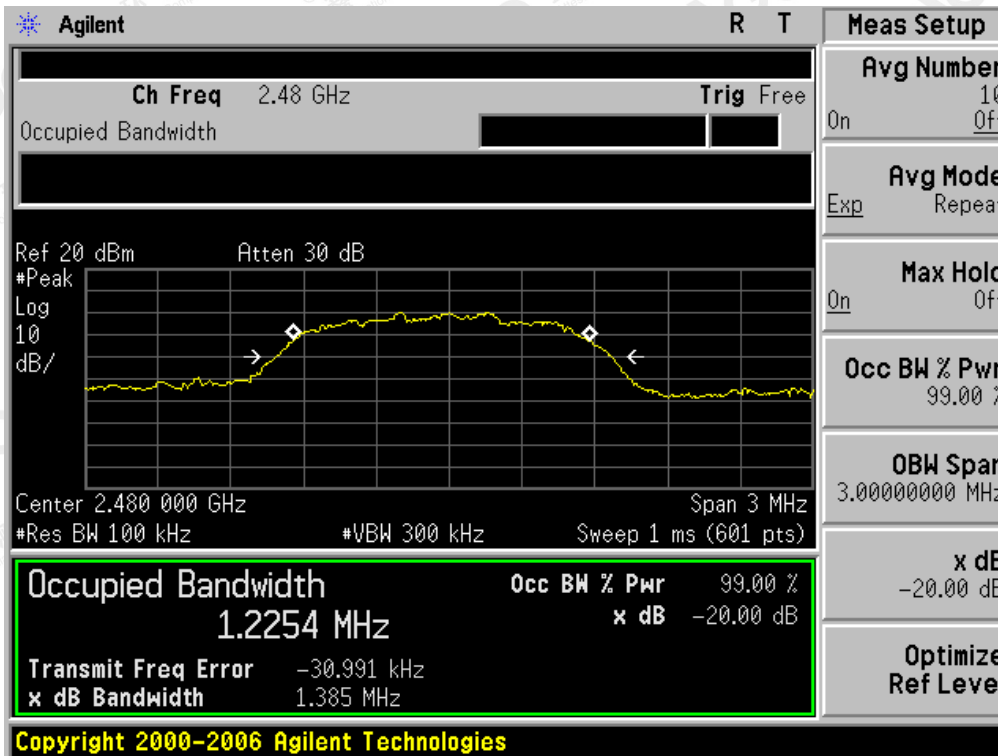 Agilent R T
Ch Freq 2.48 GHz Trig Free
Occupied Bandwidth
Ref 20 dBm Atten 30 dB
#Peak
Log
10
dB/
Center 2.480 000 GHz Span 3 MHz
#Res BW 100 kHz #VBW 300 kHz Sweep 1 ms (601 pts)
Occupied Bandwidth
1.2254 MHz
Occ BW % Pwr 99.00 %
x dB -20.00 dB
Transmit Freq Error -30.991 kHz
x dB Bandwidth 1.385 MHz
Copyright 2000-2006 Agilent Technologies
Meas Setup
Avg Number
10
On Off
Avg Mode
Exp Repeat
Max Hold
On Off
Occ BW % Pwr
99.00 %
OBW Span
3.00000000 MHz
x dB
-20.00 dB
Optimize
Ref Level